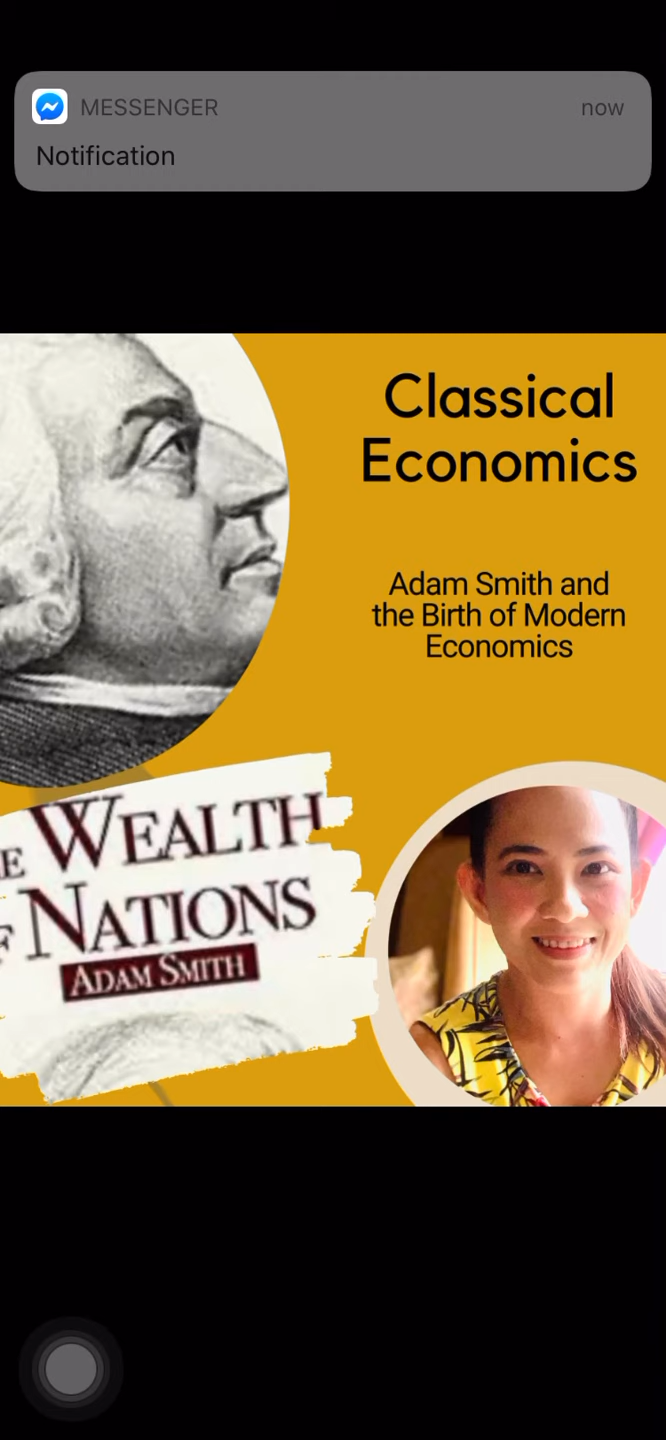 MESSENGER now
Notification
Classical
Economics
Adam Smith and
the Birth of Modern
Economics
E WEALTH
F NATIONS
ADAM SMITH